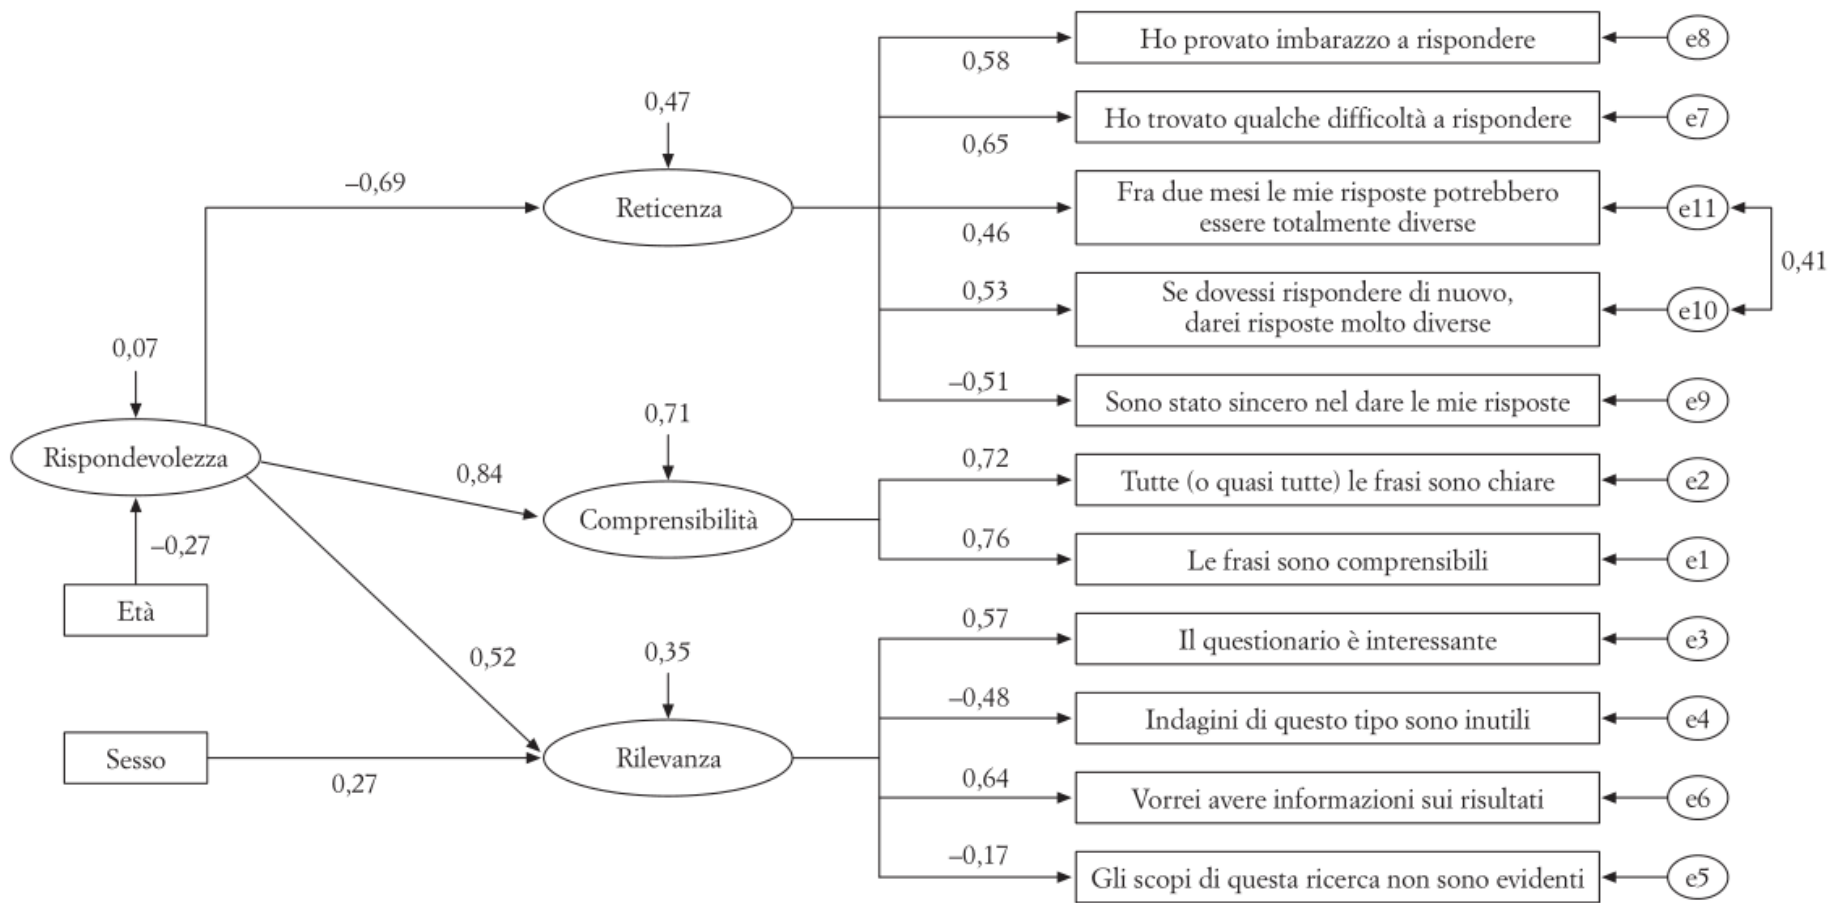 Ho provato imbarazzo a rispondere
e8
0,58
0,47
Ho trovato qualche difficoltà a rispondere
e7
0,65
–0,69
Reticenza
Fra due mesi le mie risposte potrebbero
essere totalmente diverse
e11
0,46
0,41
0,53
Se dovessi rispondere di nuovo,
darei risposte molto diverse
e10
0,07
–0,51
Sono stato sincero nel dare le mie risposte
e9
0,71
Rispondevolezza
0,84
0,72
Tutte (o quasi tutte) le frasi sono chiare
e2
Comprensibilità
–0,27
0,76
Le frasi sono comprensibili
e1
Età
0,57
Il questionario è interessante
e3
0,52
0,35
–0,48
Indagini di questo tipo sono inutili
e4
Sesso
0,27
Rilevanza
0,64
Vorrei avere informazioni sui risultati
e6
–0,17
Gli scopi di questa ricerca non sono evidenti
e5